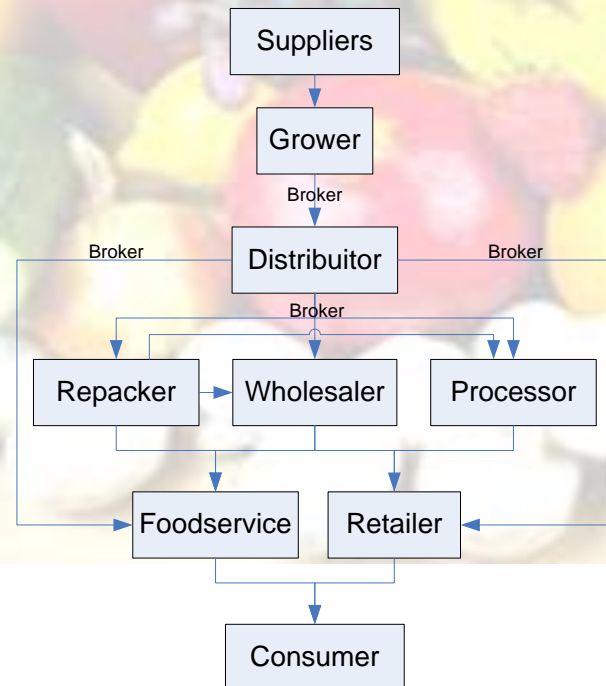 Suppliers
Grower
Broker
Broker
Distribuitor
Broker
Broker
Repacker
Wholesaler
Processor
Foodservice
Retailer
Consumer